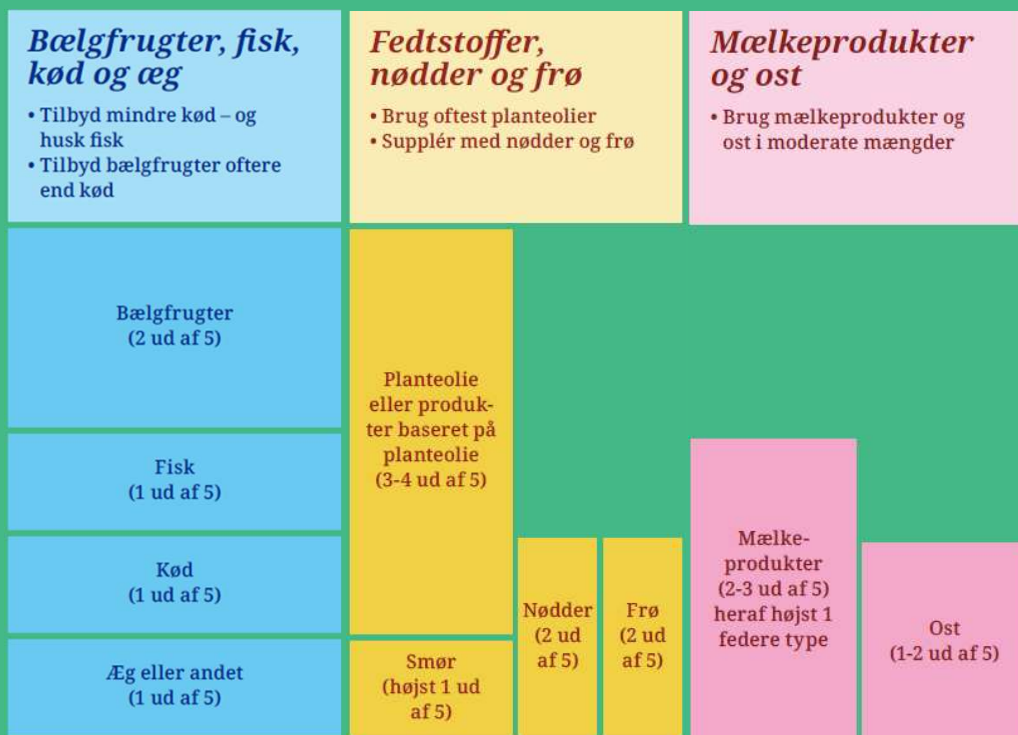 Bælgfrugter, fisk,
kød og æg
• Tilbyd mindre kød – og
husk fisk
• Tilbyd bælgfrugter oftere
end kød
Fedtstoffer,
nødder og frø
• Brug oftest planteolier
• Supplér med nødder og frø
Mælkeprodukter
og ost
• Brug mælkeprodukter og
ost i moderate mængder
Bælgfrugter
(2 ud af 5)
Fisk
(1 ud af 5)
Kød
(1 ud af 5)
Æg eller andet
(1 ud af 5)
Planteolie
eller produk-
ter baseret på
planteolie
(3-4 ud af 5)
Smør
(højst 1 ud
af 5)
Nødder
(2 ud
af 5)
Frø
(2 ud
af 5)
Mælke-
produkter
(2-3 ud af 5)
heraf højst 1
federe type
Ost
(1-2 ud af 5)